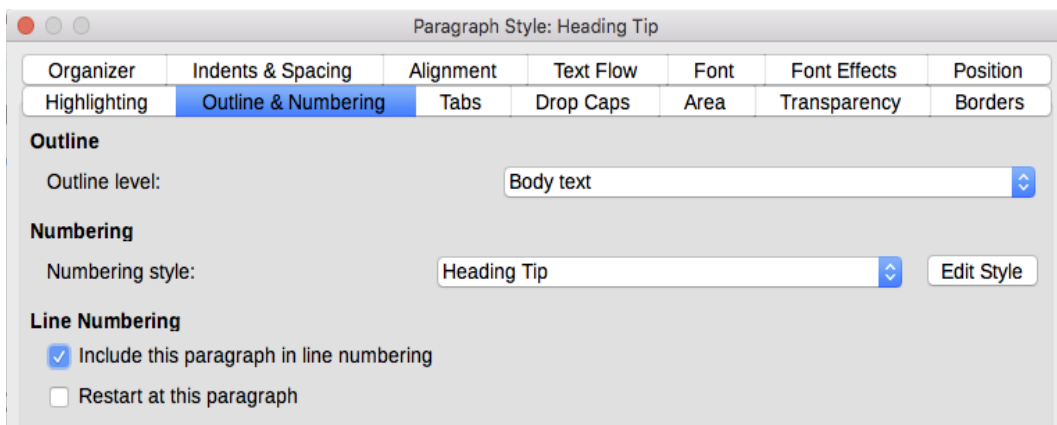 Paragraph Style: Heading Tip
Organizer Indents & Spacing Alignment Text Flow Font Font Effects Position
Highlighting Outline & Numbering Tabs Drop Caps Area Transparency Borders
Outline
Outline level: Body text
Numbering
Numbering style: Heading Tip Edit Style
Line Numbering
Include this paragraph in line numbering
Restart at this paragraph